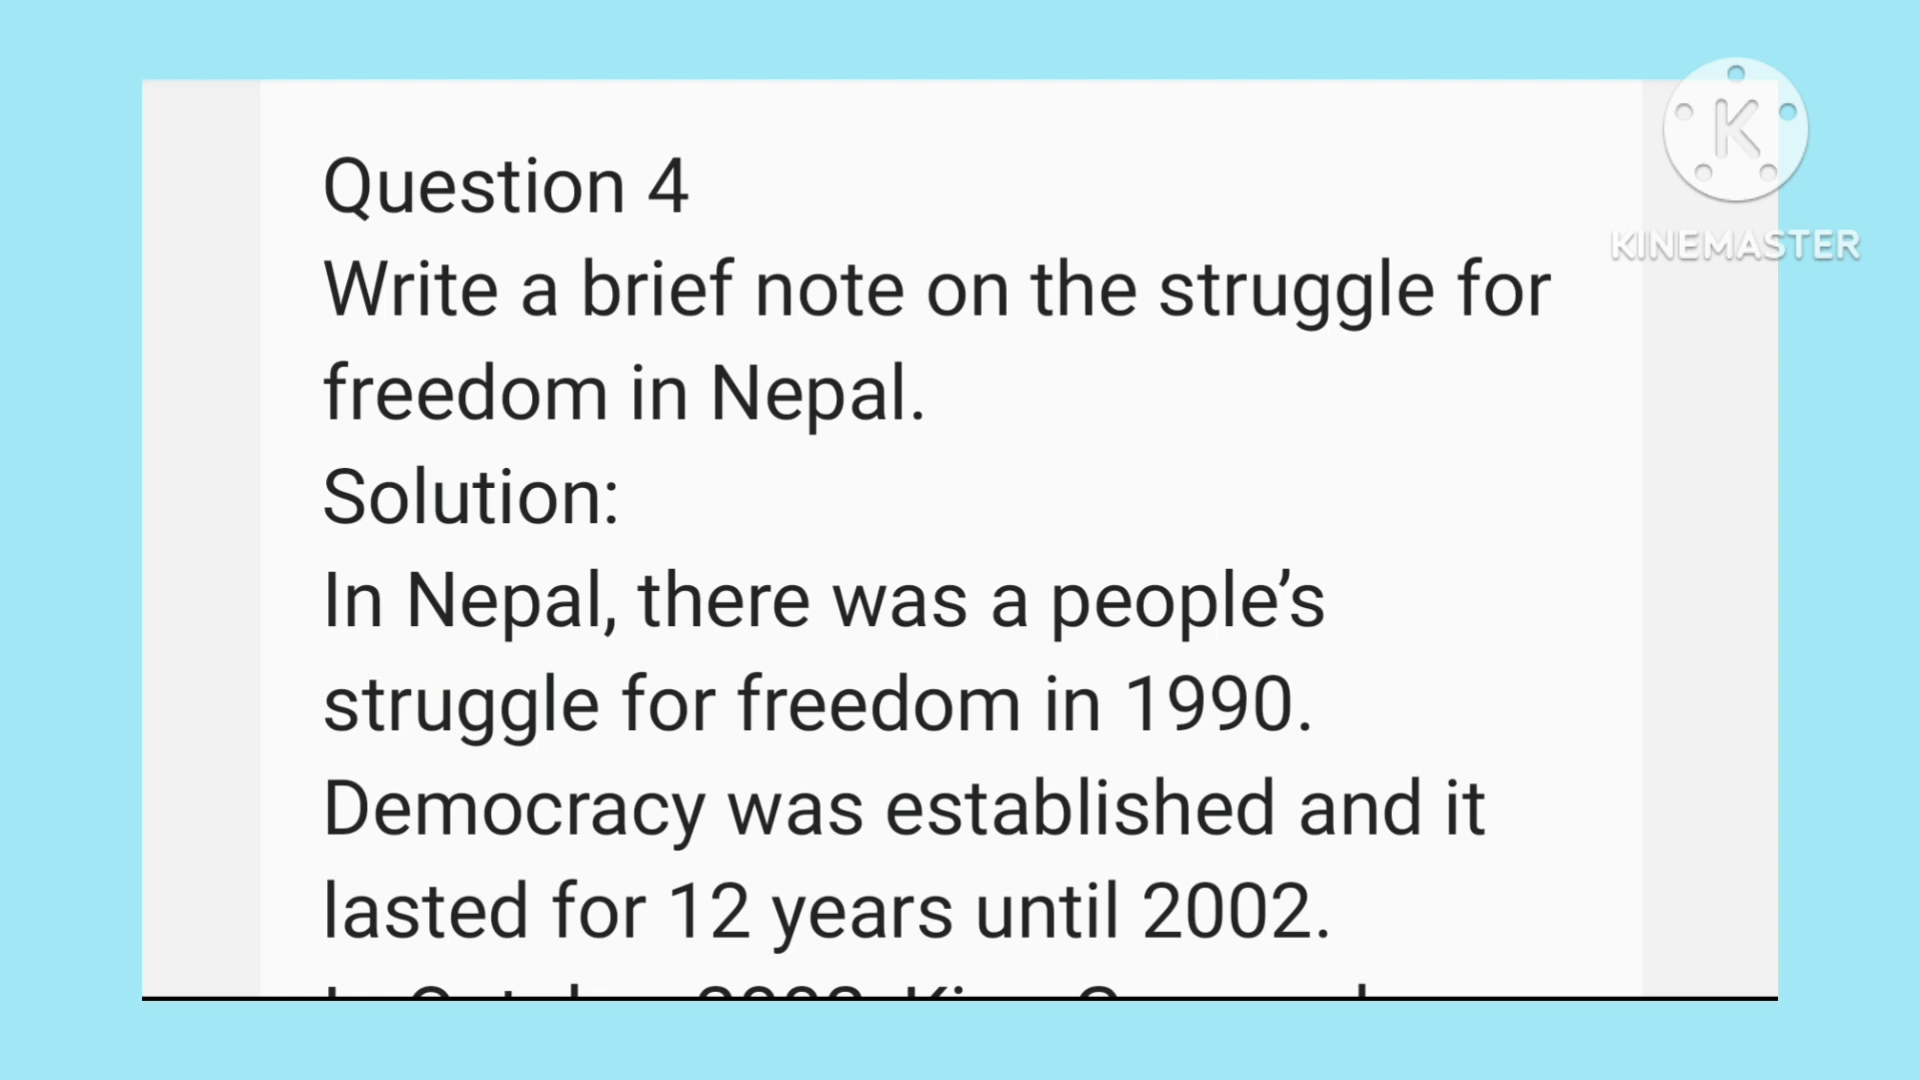 Question 4
Write a brief note on the struggle for
freedom in Nepal.
Solution:
In Nepal, there was a people’s
struggle for freedom in 1990.
Democracy was established and it
lasted for 12 years until 2002.
K
KINEMASTER